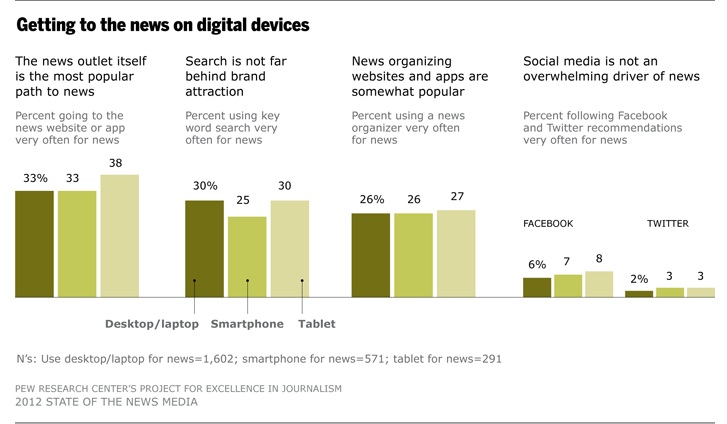 Getting to the news on digital devices
The news outlet itself
is the most popular
path to news
Percent going to the
news website or app
very often for news
33%
33
38
Search is not far
behind brand
attraction
Percent using key
word search very
often for news
30%
25
30
Desktop/laptop
Smartphone
Tablet
News organizing
websites and apps are
somewhat popular
Percent using a news
organizer very often
for news
26%
26
27
Social media is not an
overwhelming driver of news
Percent following Facebook
and Twitter recommendations
very often for news
FACEBOOK
6%
7
8
TWITTER
2%
3
3
N's: Use desktop/laptop for news=1,602; smartphone for news=571; tablet for news=291
PEW RESEARCH CENTER'S PROJECT FOR EXCELLENCE IN JOURNALISM
2012 STATE OF THE NEWS MEDIA